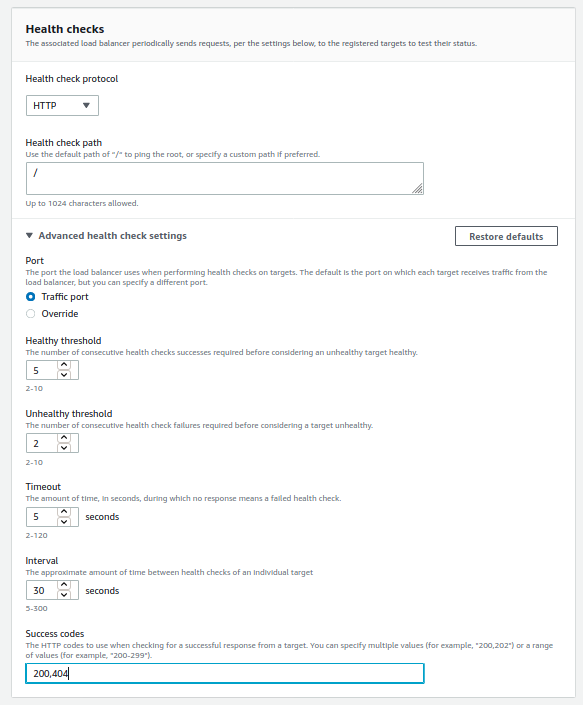 Health checks
The associated load balancer periodically sends requests, per the settings below, to the registered targets to test their status.
Health check protocol
HTTP
Health check path
Use the default path of "/" to ping the root, or specify a custom path if preferred.
/
Up to 1024 characters allowed.
Advanced health check settings
Restore defaults
Port
The port the load balancer uses when performing health checks on targets. The default is the port on which each target receives traffic from the
load balancer, but you can specify a different port.
Traffic port
Override
Healthy threshold
The number of consecutive health checks successes required before considering an unhealthy target healthy.
5
2-10
Unhealthy threshold
The number of consecutive health check failures required before considering a target unhealthy.
2
2-10
Timeout
The amount of time, in seconds, during which no response means a failed health check.
5 seconds
2-120
Interval
The approximate amount of time between health checks of an individual target
30 seconds
5-300
Success codes
The HTTP codes to use when checking for a successful response from a target. You can specify multiple values (for example, "200,202") or a range
of values (for example, "200-299").
200,404